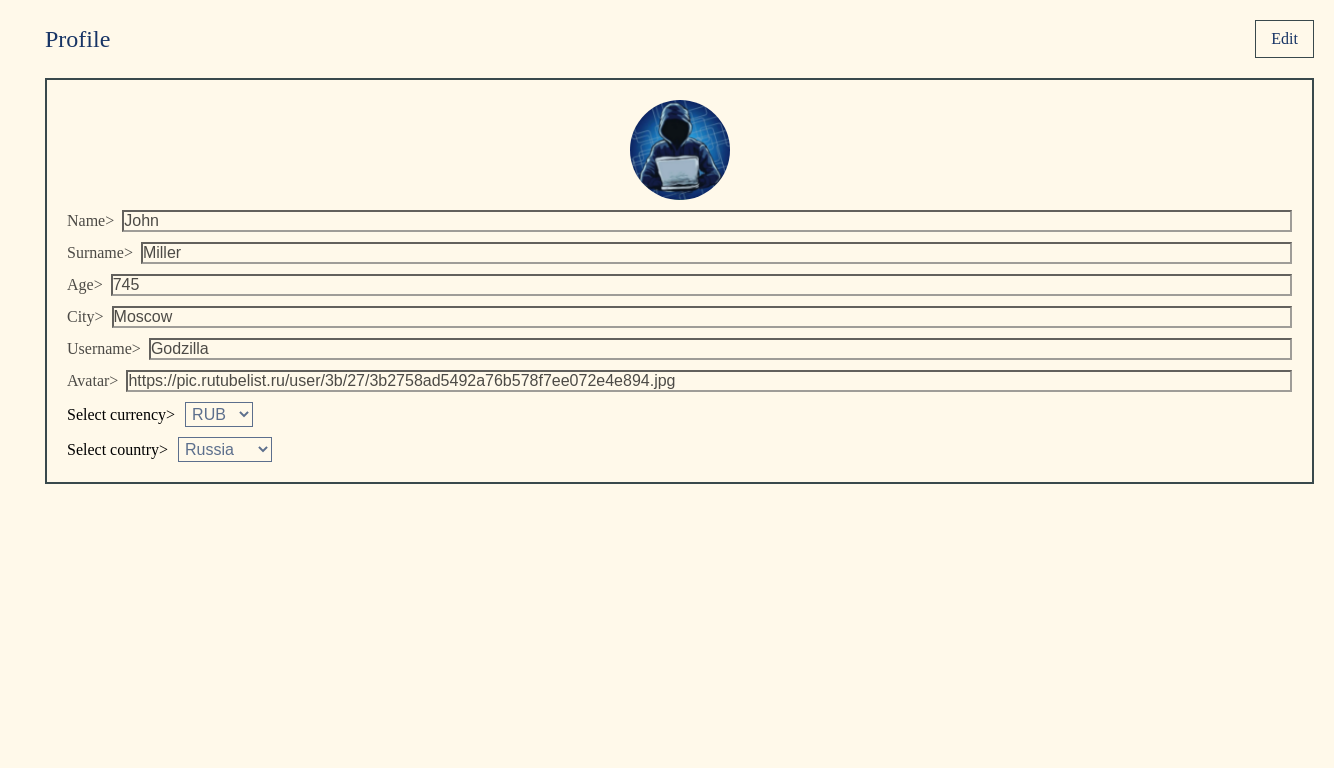 Profile
Edit
Name> John
Surname> Miller
Age> 745
City> Moscow
Username> Godzilla
Avatar> https://pic.rutubelist.ru/user/3b/27/3b2758ad5492a76b578f7ee072e4e894.jpg
Select currency> RUB
Select country> Russia